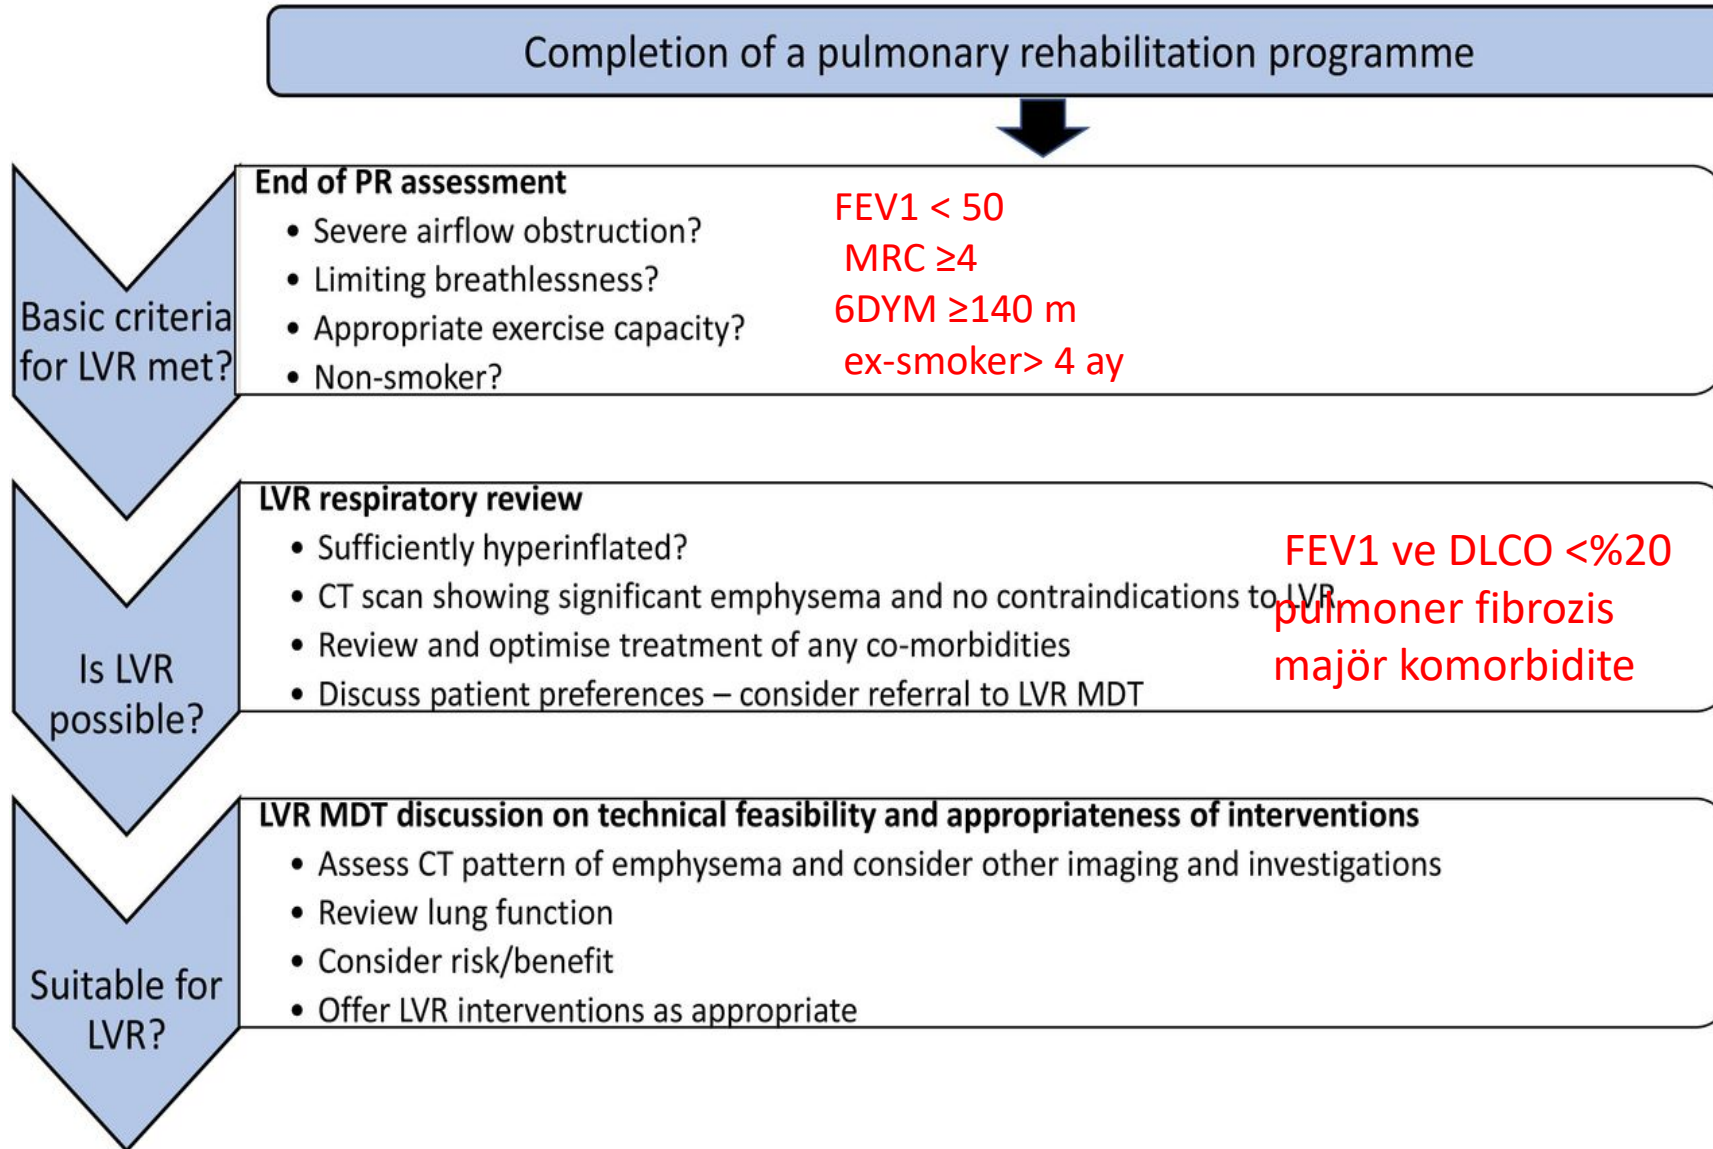 Completion of a pulmonary rehabilitation programme
Basic criteria
for LVR met?
End of PR assessment
• Severe airflow obstruction?
• Limiting breathlessness?
• Appropriate exercise capacity?
• Non-smoker?
FEV1 < 50
MRC ≥4
6DYM ≥140 m
ex-smoker> 4 ay
Is LVR
possible?
LVR respiratory review
• Sufficiently hyperinflated?
• CT scan showing significant emphysema and no contraindications to LVR
• Review and optimise treatment of any co-morbidities
• Discuss patient preferences – consider referral to LVR MDT
FEV1 ve DLCO <%20
pulmoner fibrozis
majör komorbidite
Suitable for
LVR?
LVR MDT discussion on technical feasibility and appropriateness of interventions
• Assess CT pattern of emphysema and consider other imaging and investigations
• Review lung function
• Consider risk/benefit
• Offer LVR interventions as appropriate